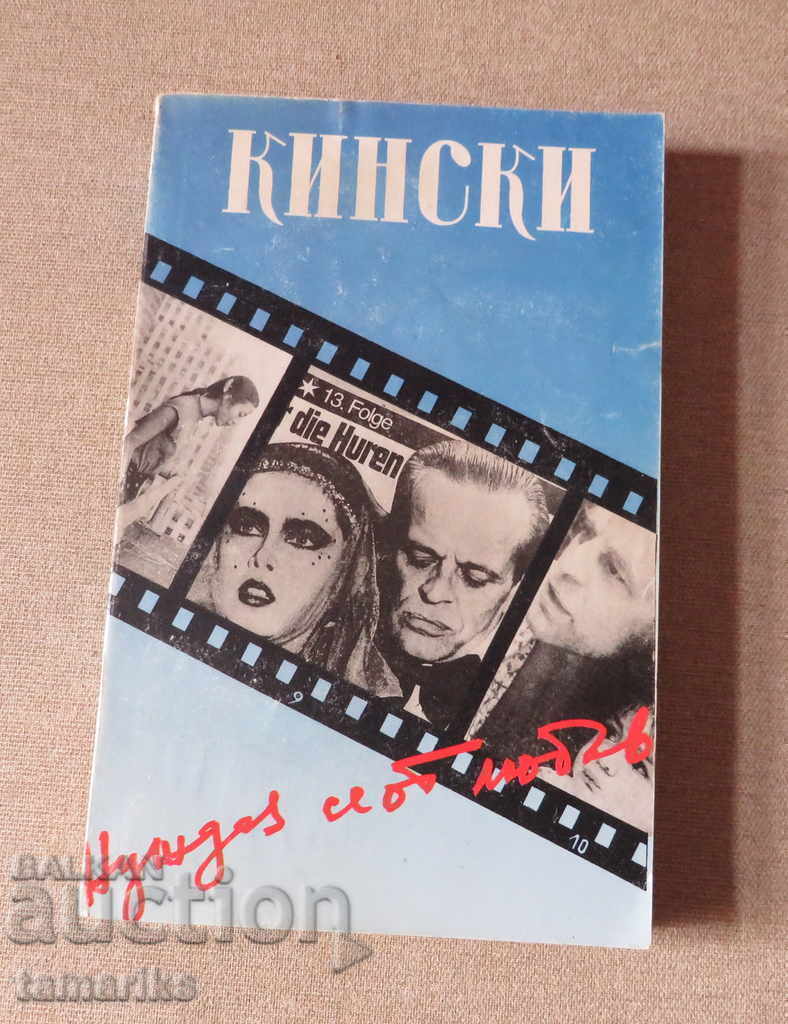 КИНСКИ
13. Folge
die Huren
9
Нуждая се от любов
10
BALKAN
auction
tamariks